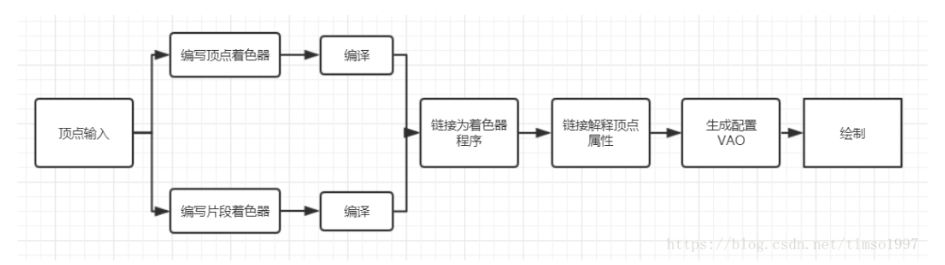 编写顶点着色器
编译
顶点输入
链接为着色器
程序
链接解释顶点
属性
生成配置
VAO
绘制
编写片段着色器
编译
https://blog.csdn.net/timso1997